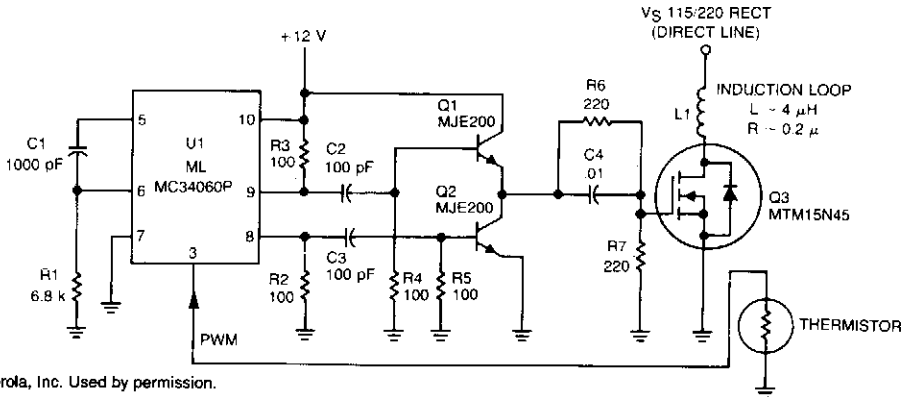 VS 115/220 RECT
(DIRECT LINE)
+ 12 V
INDUCTION LOOP
L ~ 4 μH
R ~ 0.2 μ
L1
R6
220
Q1
MJE200
C1
1000 pF
5
10
U1
ML
MC34060P
R3
100
C2
100 pF
C4
.01
6
9
Q2
MJE200
Q3
MTM15N45
7
8
3
R1
6.8 k
R2
100
C3
100 pF
R4
100
R5
100
R7
220
PWM
THERMISTOR
rola, Inc. Used by permission.